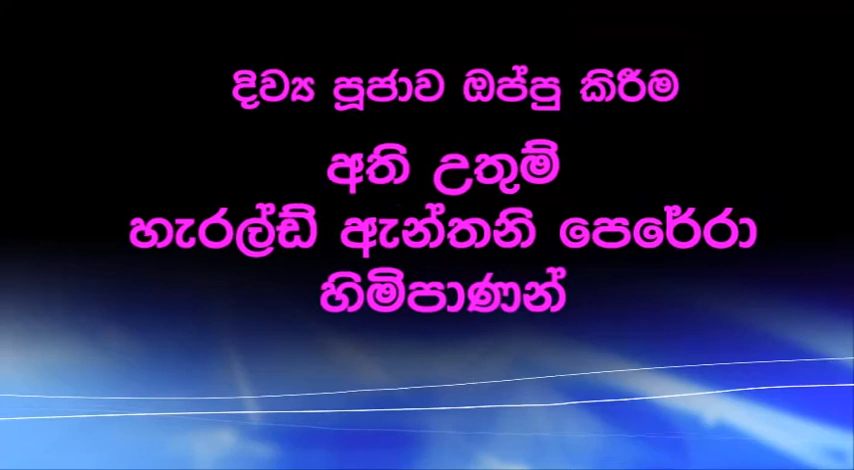 දිව්‍ය පූජාව ඔප්පු කිරීම
අති උතුම්
හැරල්ඩ් ඇන්තනි පෙරේරා
හිමිපාණන්